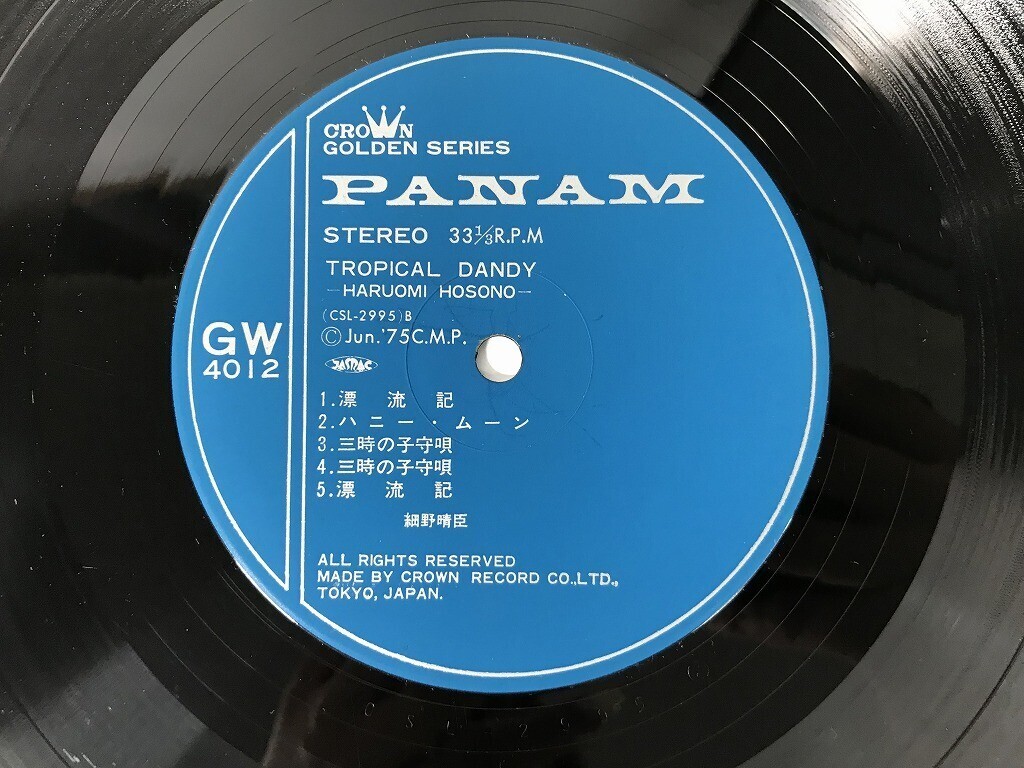 CROWN
GOLDEN SERIES
PANAM
STEREO 33⅓R.P.M
TROPICAL DANDY
—HARUOMI HOSONO—
(CSL-2995)B
©Jun.'75C.M.P.
JASRAC
GW
4012
1.漂流記
2.ハニー・ムーン
3.三時の子守唄
4.三時の子守唄
5.漂流記
細野晴臣
ALL RIGHTS RESERVED
MADE BY CROWN RECORD CO.,LTD.,
TOKYO, JAPAN.
CSL 2995